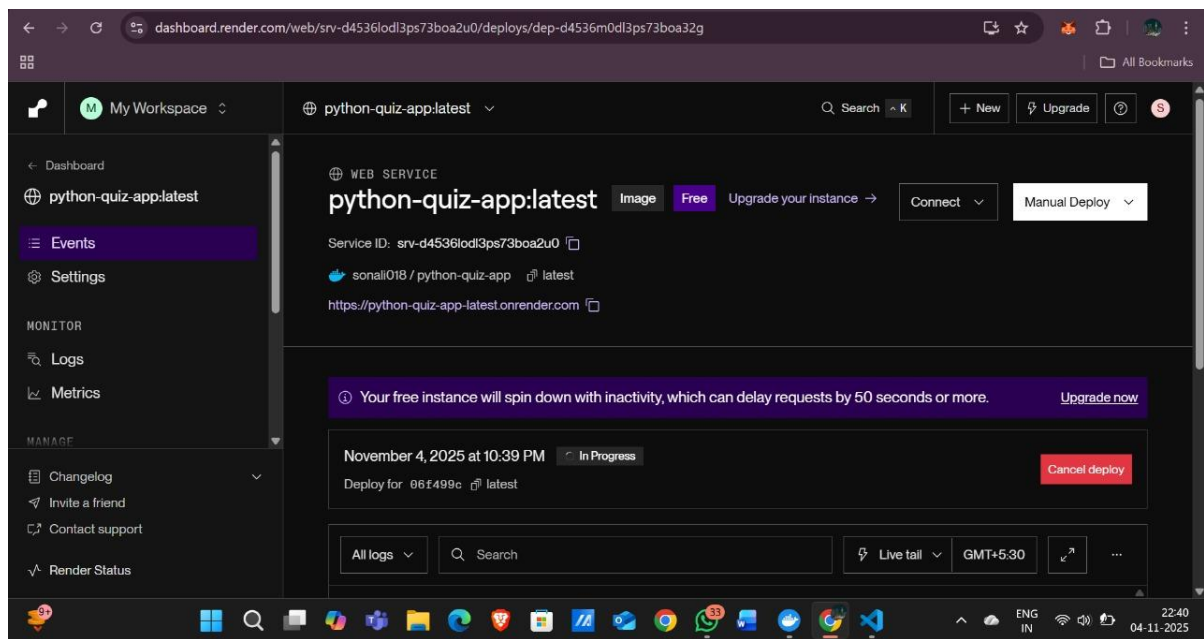 dashboard.render.com/web/srv-d4536lodl3ps73boa2u0/deploys/dep-d4536m0dl3ps73boa32g
All Bookmarks
M My Workspace
python-quiz-app:latest
Search ^ K
+ New
Upgrade
S
← Dashboard
python-quiz-app:latest
Events
Settings
MONITOR
Logs
Metrics
MANAGE
Changelog
Invite a friend
Contact support
Render Status
WEB SERVICE
python-quiz-app:latest Image Free Upgrade your instance →
Connect
Manual Deploy
Service ID: srv-d4536lodl3ps73boa2u0
sonali018 / python-quiz-app latest
https://python-quiz-app-latest.onrender.com
Your free instance will spin down with inactivity, which can delay requests by 50 seconds or more. Upgrade now
November 4, 2025 at 10:39 PM In Progress
Deploy for 06f499c latest
Cancel deploy
All logs
Search
Live tail
GMT+5:30
...
9+
33
ENG
IN
22:40
04-11-2025